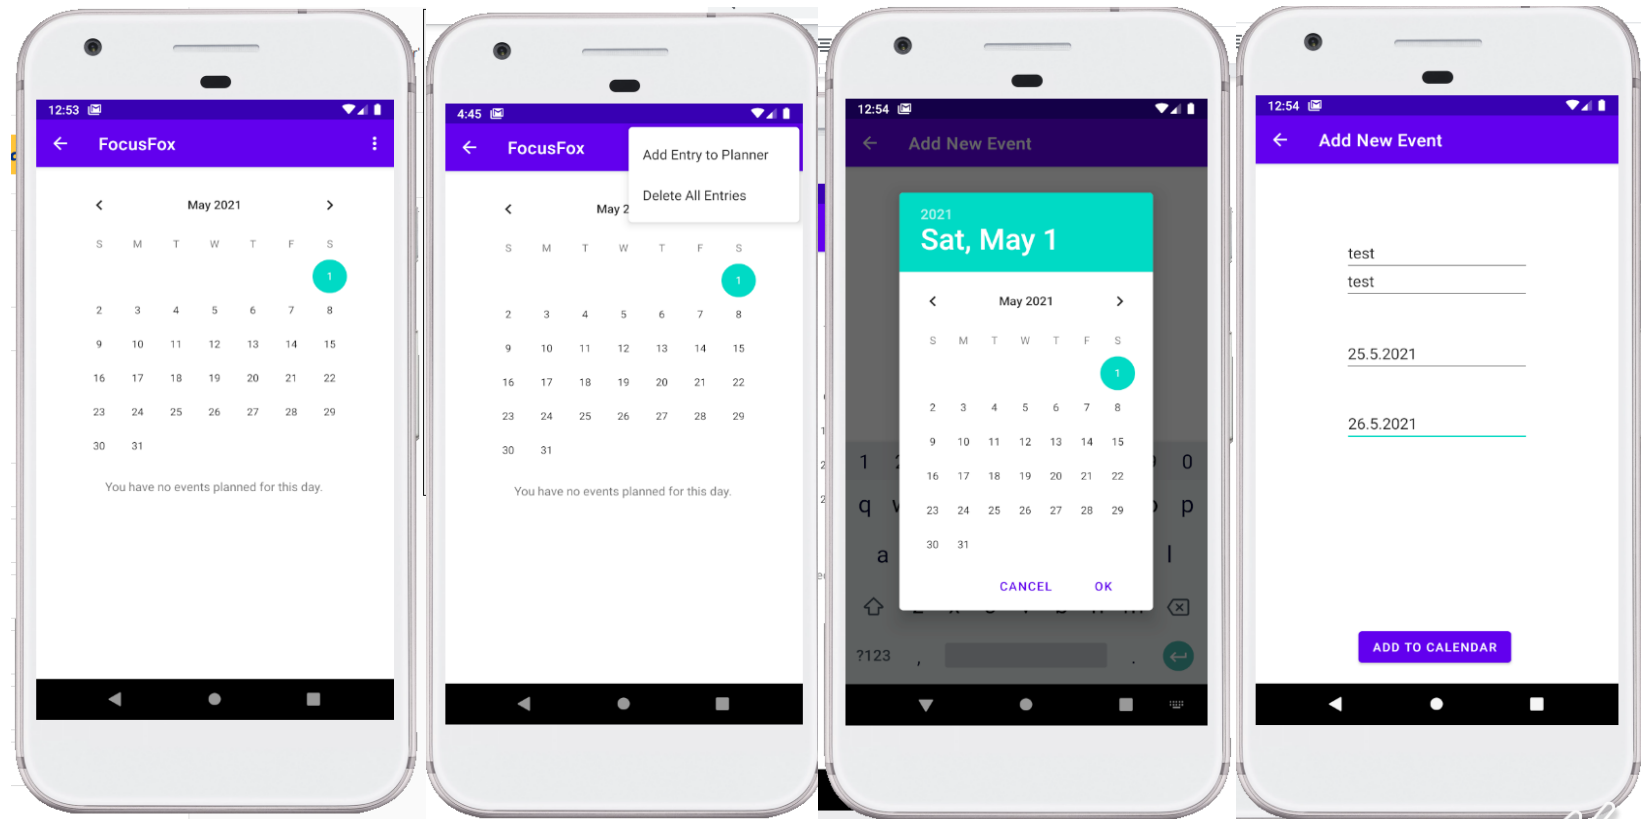 12:53
FocusFox
May 2021
S M T W T F S
1
2 3 4 5 6 7 8
9 10 11 12 13 14 15
16 17 18 19 20 21 22
23 24 25 26 27 28 29
30 31
You have no events planned for this day.
4:45
FocusFox
Add Entry to Planner
Delete All Entries
May 2
S M T W T F S
1
2 3 4 5 6 7 8
9 10 11 12 13 14 15
16 17 18 19 20 21 22
23 24 25 26 27 28 29
30 31
You have no events planned for this day.
12:54
Add New Event
2021
Sat, May 1
May 2021
S M T W T F S
1
2 3 4 5 6 7 8
9 10 11 12 13 14 15
16 17 18 19 20 21 22
23 24 25 26 27 28 29
30 31
CANCEL OK
1 0
q p
a l
?123 , .
12:54
Add New Event
test
test
25.5.2021
26.5.2021
ADD TO CALENDAR